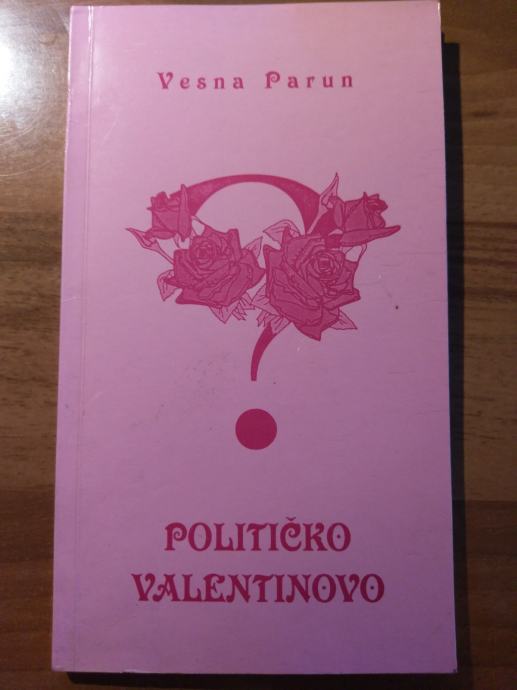 Vesna Parun
?
POLITIČKO
VALENTINOVO